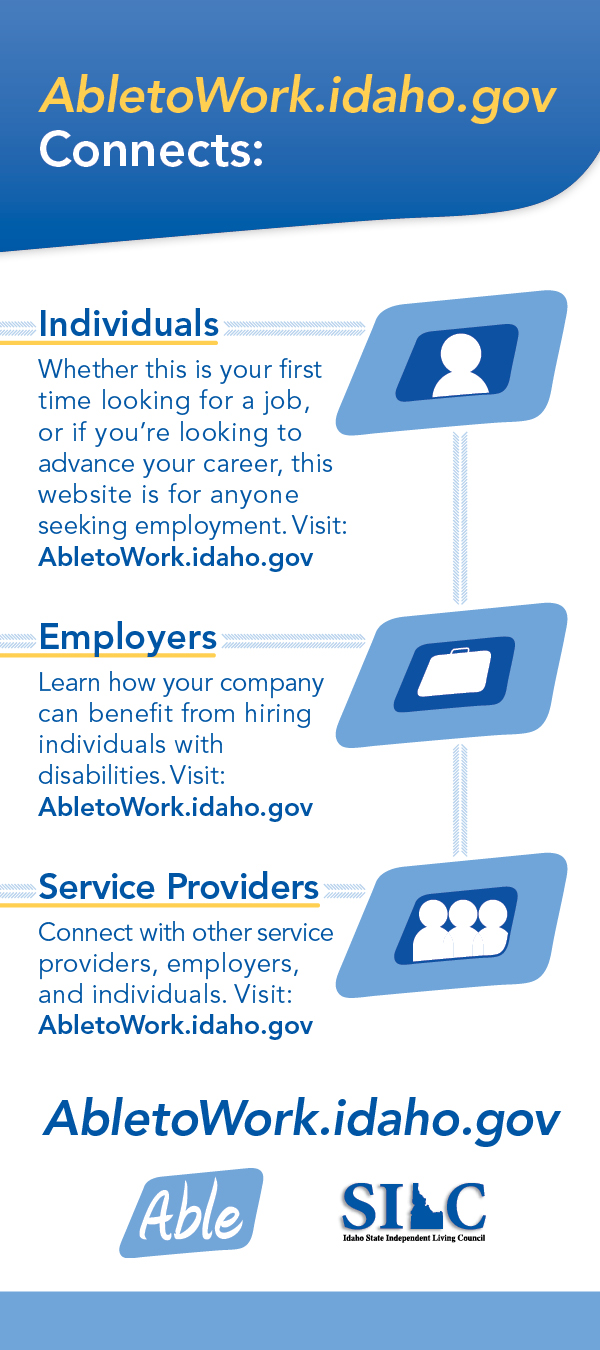 AbletoWork.idaho.gov
Connects:
Individuals
Whether this is your first
time looking for a job,
or if you're looking to
advance your career, this
website is for anyone
seeking employment. Visit:
AbletoWork.idaho.gov
Employers
Learn how your company
can benefit from hiring
individuals with
disabilities. Visit:
AbletoWork.idaho.gov
Service Providers
Connect with other service
providers, employers,
and individuals. Visit:
AbletoWork.idaho.gov
AbletoWork.idaho.gov
Able
SILC
Idaho State Independent Living Council